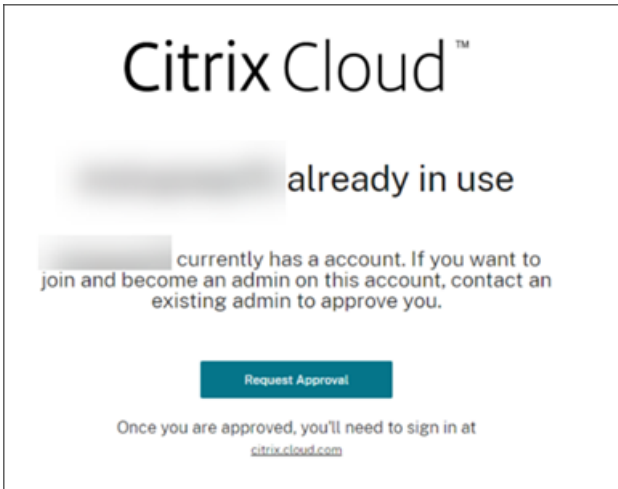 Citrix Cloud™
already in use
currently has a account. If you want to
join and become an admin on this account, contact an
existing admin to approve you.
Request Approval
Once you are approved, you'll need to sign in at
citrix.cloud.com